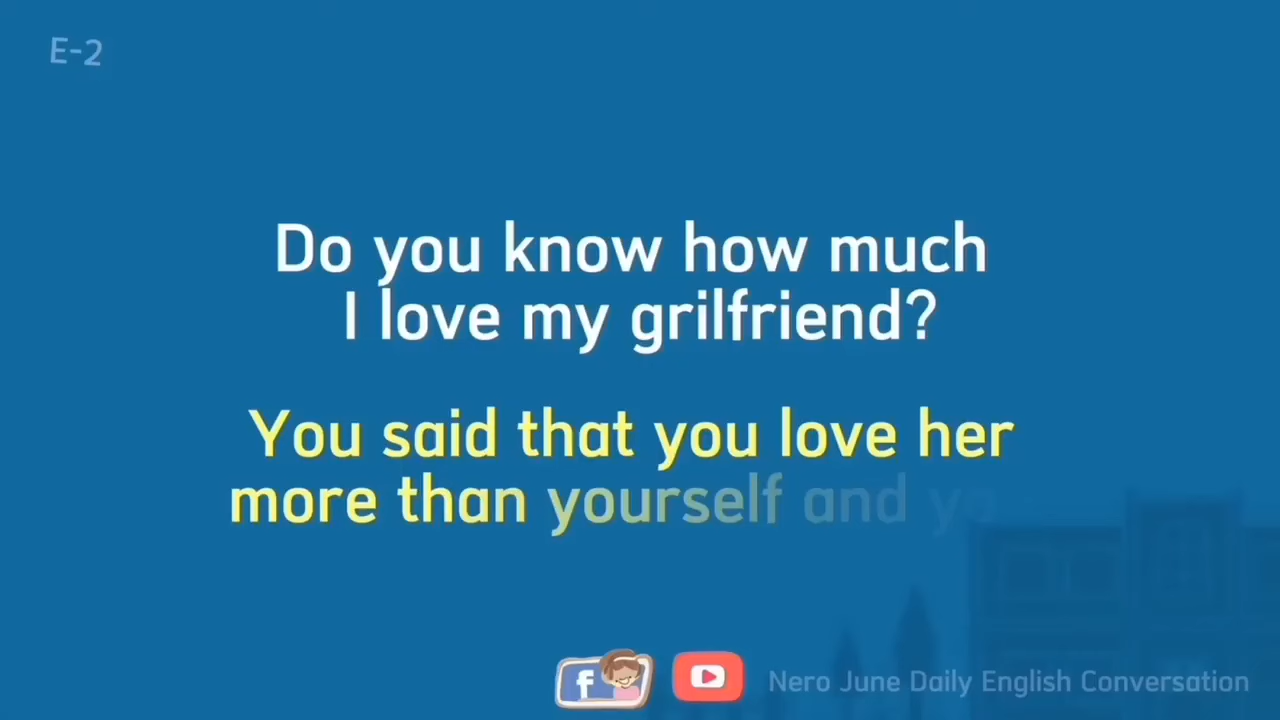 E-2
Do you know how much
I love my grilfriend?
You said that you love her
more than yourself and
Nero June Daily English Conversation